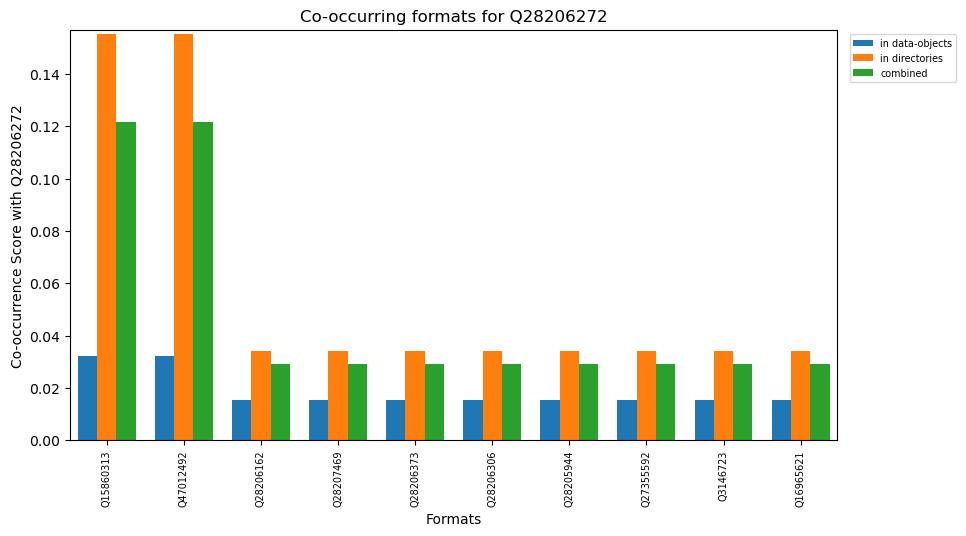 Co-occurring formats for Q28206272
in data-objects
in directories
combined
Co-occurrence Score with Q28206272
0.14
0.12
0.10
0.08
0.06
0.04
0.02
0.00
Q15860313
Q47012492
Q28206162
Q28207469
Q28206373
Q28206306
Q28205944
Q27355592
Q3146723
Q16965621
Formats